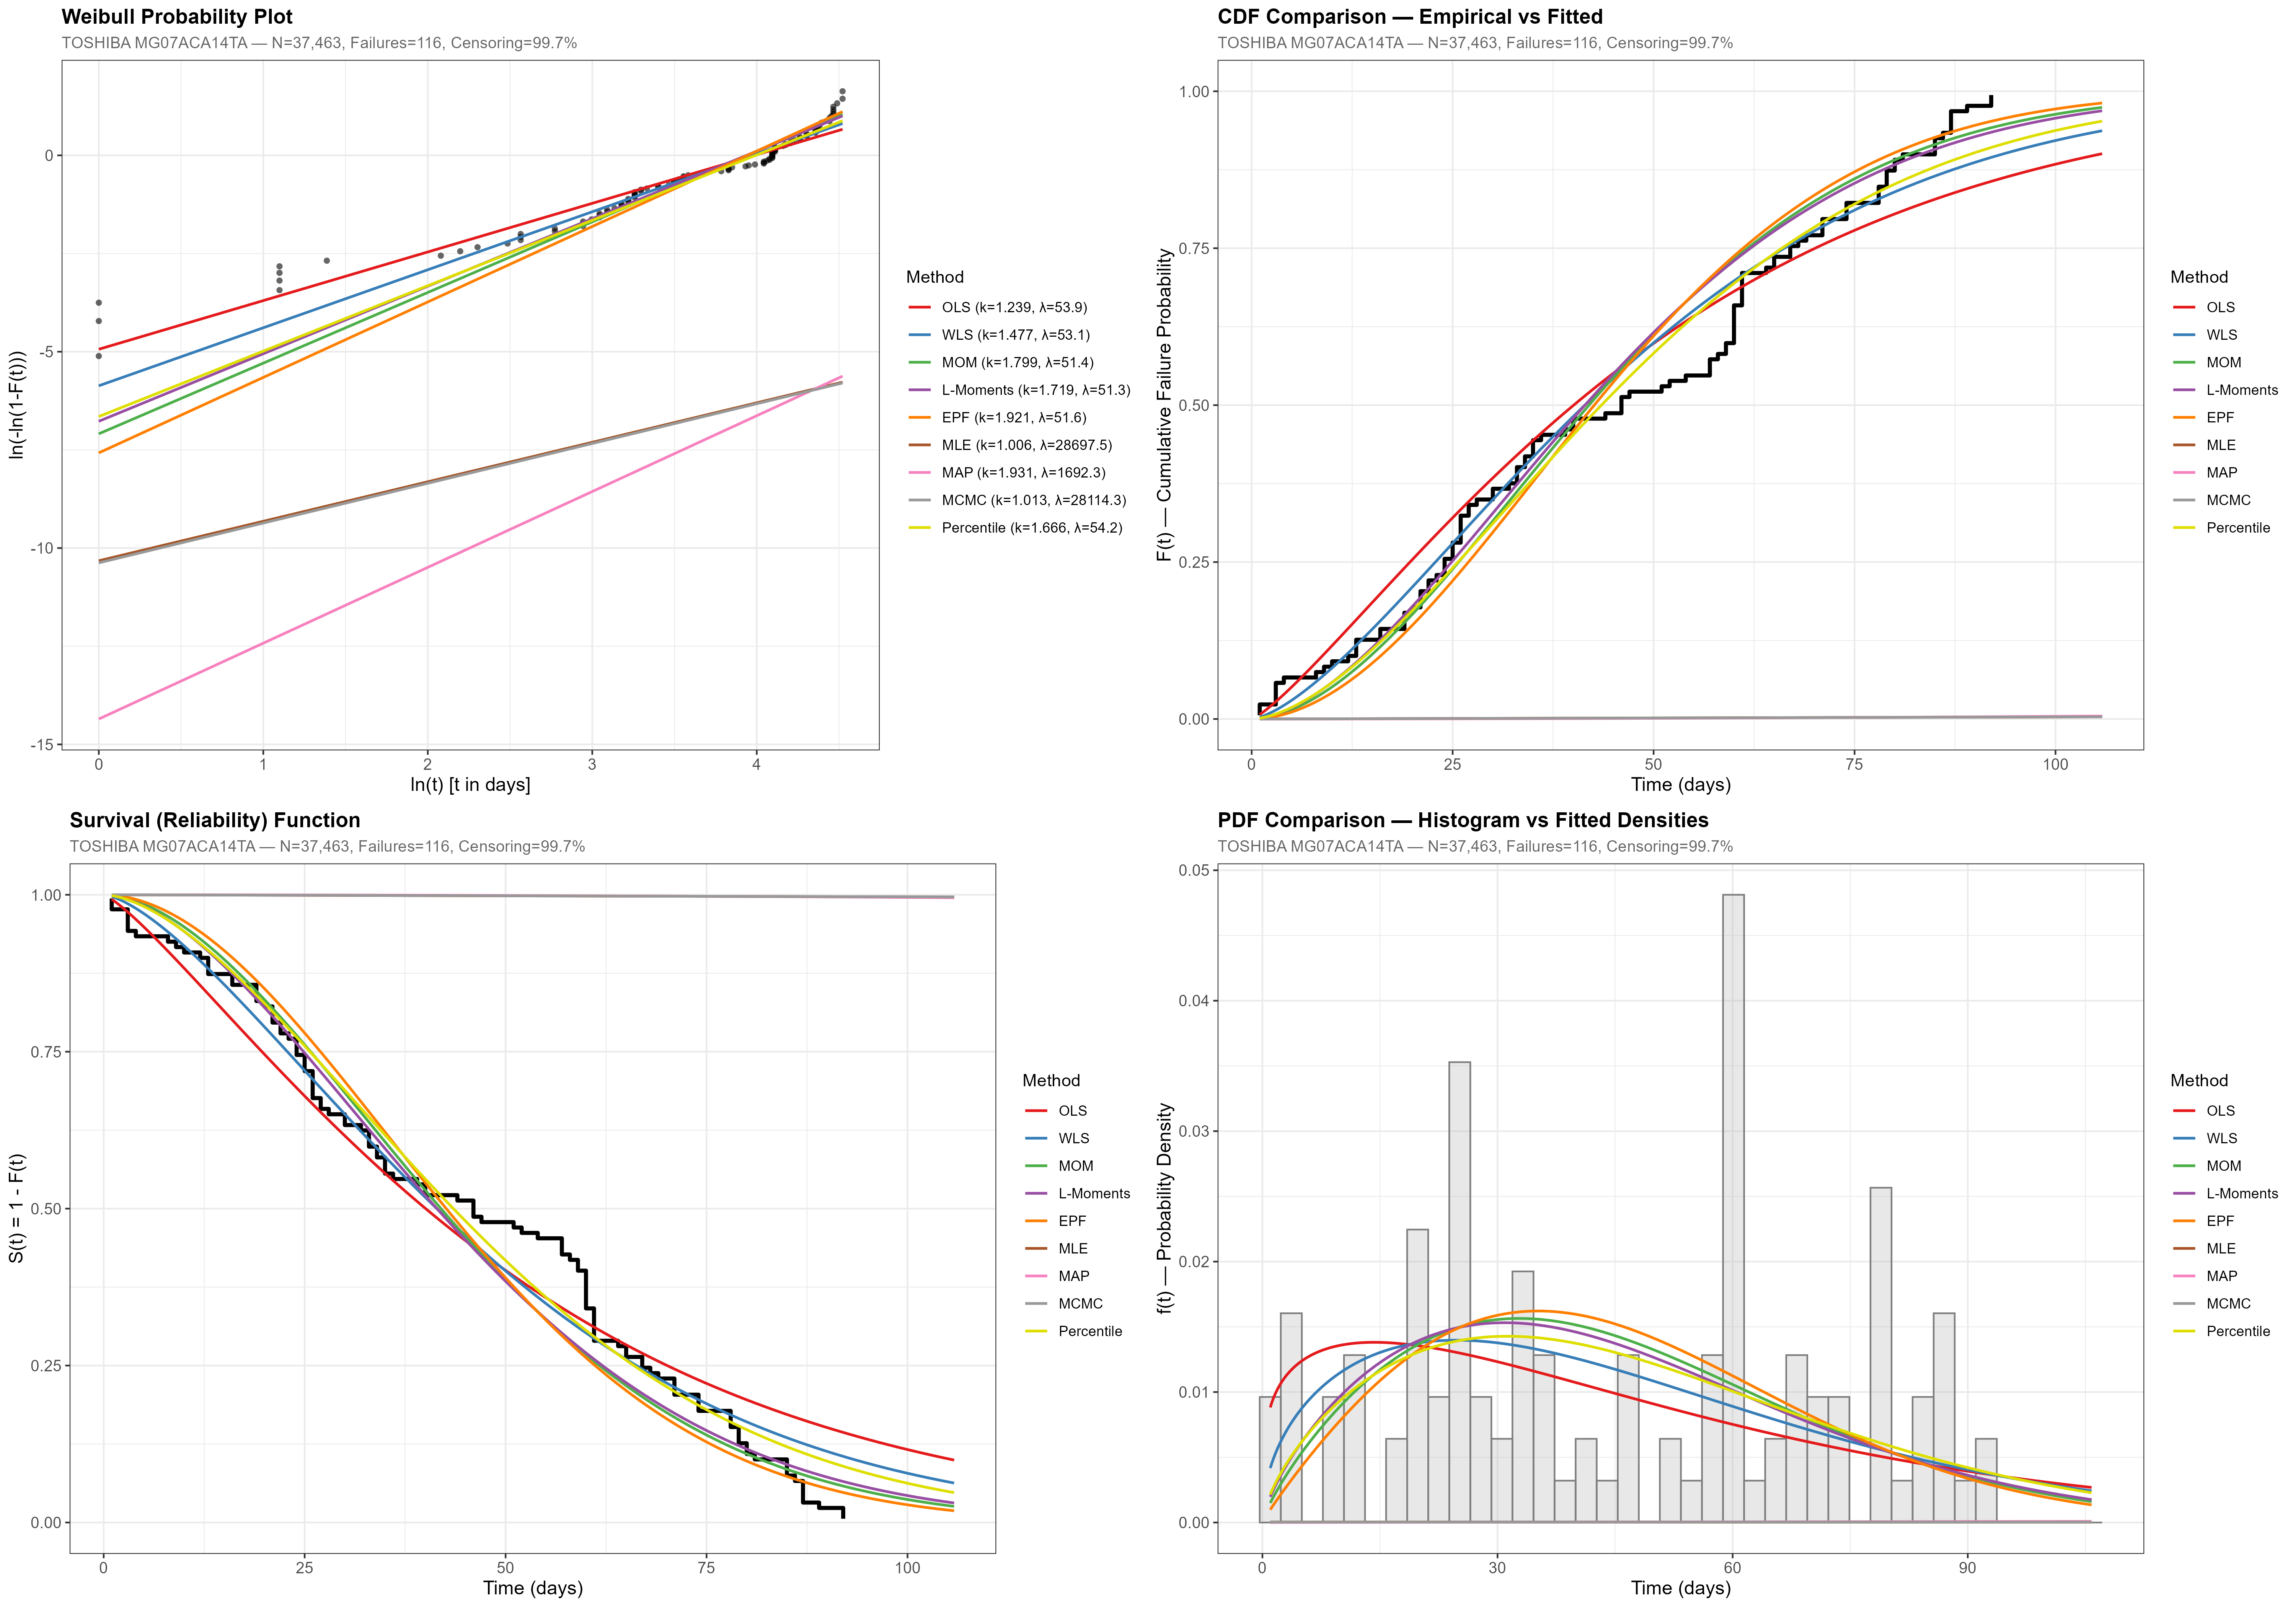 Weibull Probability Plot
TOSHIBA MG07ACA14TA — N=37,463, Failures=116, Censoring=99.7%
ln(-ln(1-F(t)))
0
-5
-10
-15
0 1 2 3 4
ln(t) [t in days]
Method
OLS (k=1.239, λ=53.9)
WLS (k=1.477, λ=53.1)
MOM (k=1.799, λ=51.4)
L-Moments (k=1.719, λ=51.3)
EPF (k=1.921, λ=51.6)
MLE (k=1.006, λ=28697.5)
MAP (k=1.931, λ=1692.3)
MCMC (k=1.013, λ=28114.3)
Percentile (k=1.666, λ=54.2)
CDF Comparison — Empirical vs Fitted
TOSHIBA MG07ACA14TA — N=37,463, Failures=116, Censoring=99.7%
F(t) — Cumulative Failure Probability
1.00
0.75
0.50
0.25
0.00
0 25 50 75 100
Time (days)
Method
OLS
WLS
MOM
L-Moments
EPF
MLE
MAP
MCMC
Percentile
Survival (Reliability) Function
TOSHIBA MG07ACA14TA — N=37,463, Failures=116, Censoring=99.7%
S(t) = 1 - F(t)
1.00
0.75
0.50
0.25
0.00
0 25 50 75 100
Time (days)
Method
OLS
WLS
MOM
L-Moments
EPF
MLE
MAP
MCMC
Percentile
PDF Comparison — Histogram vs Fitted Densities
TOSHIBA MG07ACA14TA — N=37,463, Failures=116, Censoring=99.7%
f(t) — Probability Density
0.05
0.04
0.03
0.02
0.01
0.00
0 30 60 90
Time (days)
Method
OLS
WLS
MOM
L-Moments
EPF
MLE
MAP
MCMC
Percentile